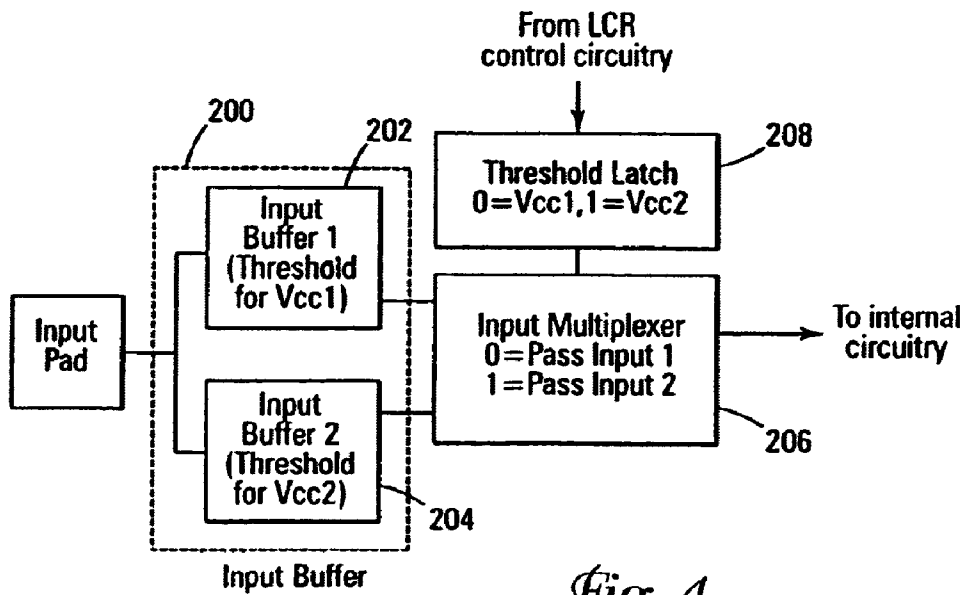 From LCR
control circuitry
200
202
208
Threshold Latch
0=Vcc1,1=Vcc2
Input
Buffer 1
(Threshold
for Vcc1)
Input
Pad
Input Multiplexer
0=Pass Input 1
1=Pass Input 2
To internal
circuitry
206
Input
Buffer 2
(Threshold
for Vcc2)
204
Input Buffer
Fig. 4